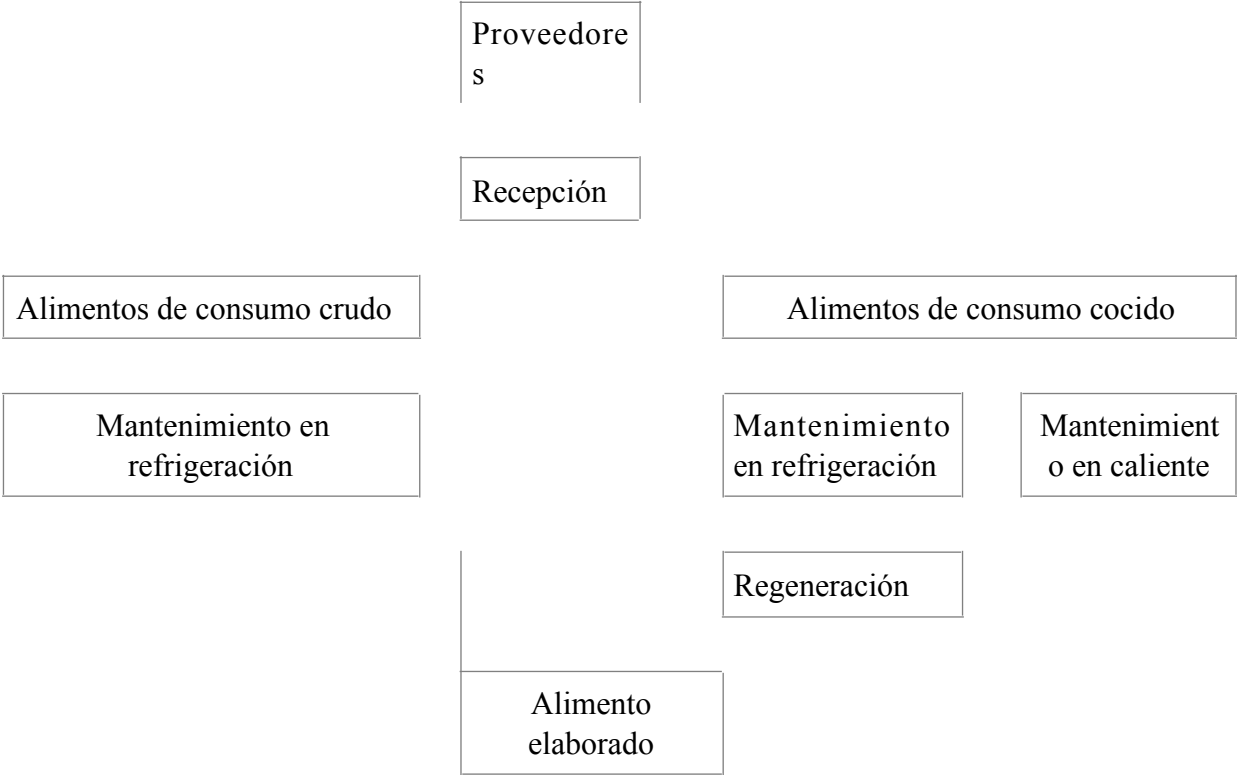 Proveedore
s
Recepción
Alimentos de consumo crudo
Alimentos de consumo cocido
Mantenimiento en
refrigeración
Mantenimiento
en refrigeración
Mantenimient
o en caliente
Regeneración
Alimento
elaborado